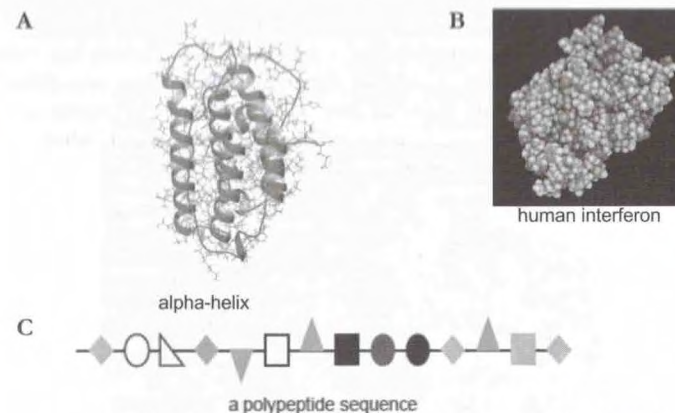 A
B
human interferon
alpha-helix
C
a polypeptide sequence